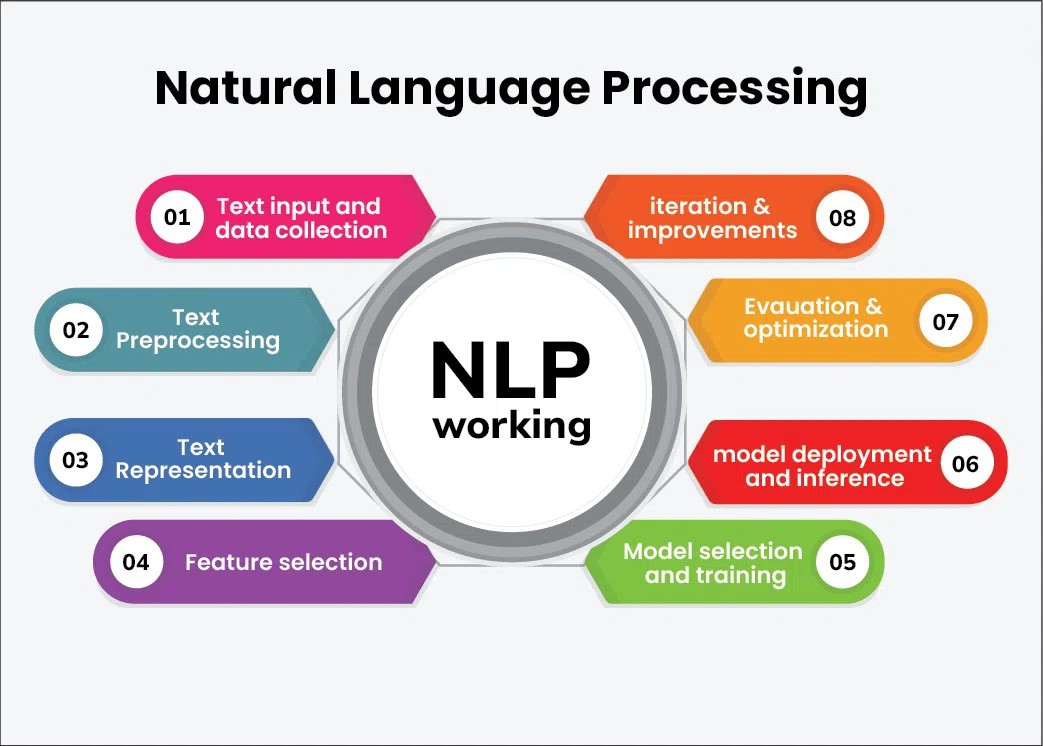 Natural Language Processing
01
Text input and
data collection
02
Text
Preprocessing
03
Text
Representation
04
Feature selection
NLP
working
iteration &
improvements
08
Evauation &
optimization
07
model deployment
and inference
06
Model selection
and training
05